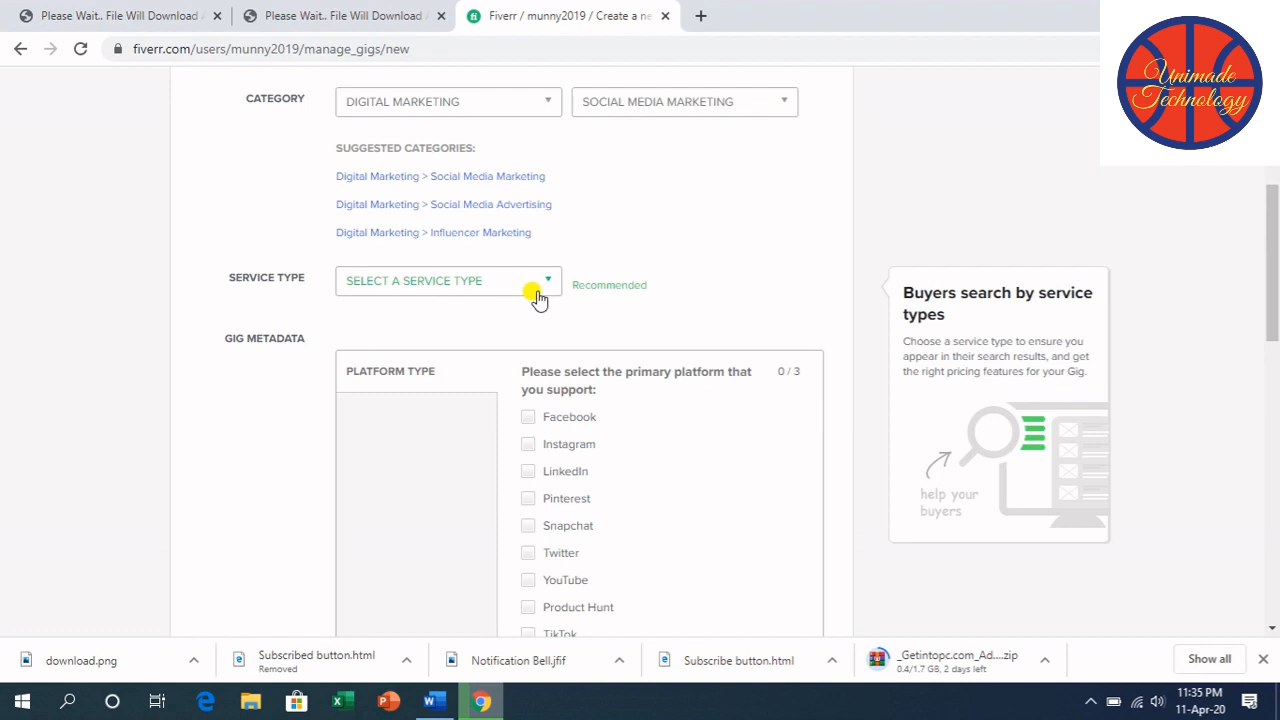 Please Wait.. File Will Download A
Please Wait.. File Will Download A
Fiverr / munny2019 / Create a ne
fiverr.com/users/munny2019/manage_gigs/new
Unimade
Technology
CATEGORY
DIGITAL MARKETING
SOCIAL MEDIA MARKETING
SUGGESTED CATEGORIES:
Digital Marketing > Social Media Marketing
Digital Marketing > Social Media Advertising
Digital Marketing > Influencer Marketing
SERVICE TYPE
SELECT A SERVICE TYPE
Recommended
Buyers search by service
types
Choose a service type to ensure you
appear in their search results, and get
the right pricing features for your Gig.
help your
buyers
GIG METADATA
PLATFORM TYPE
Please select the primary platform that
you support:
0 / 3
Facebook
Instagram
LinkedIn
Pinterest
Snapchat
Twitter
YouTube
Product Hunt
TikTok
download.png
Subscribed button.html
Removed
Notification Bell.jfif
Subscribe button.html
_Getintopc.com_Ad....zip
0.4/1.7 GB, 2 days left
Show all
11:35 PM
11-Apr-20